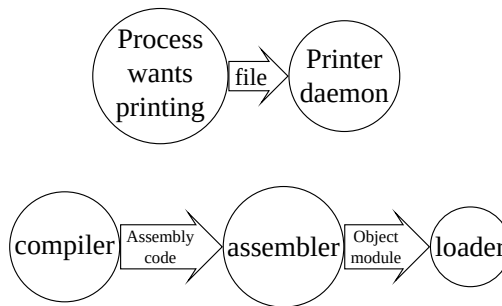 Process
wants
printing
file
Printer
daemon
compiler
Assembly
code
assembler
Object
module
loader